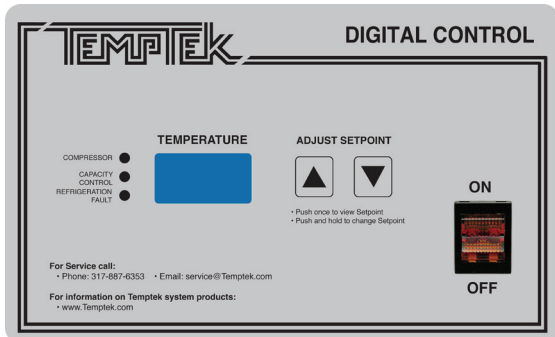 TEMPTEK
DIGITAL CONTROL
TEMPERATURE
ADJUST SETPOINT
COMPRESSOR
CAPACITY
CONTROL
REFRIGERATION
FAULT
• Push once to view Setpoint
• Push and hold to change Setpoint
ON
OFF
For Service call:
• Phone: 317-887-6353 • Email: service@Temptek.com
For information on Temptek system products:
• www.Temptek.com